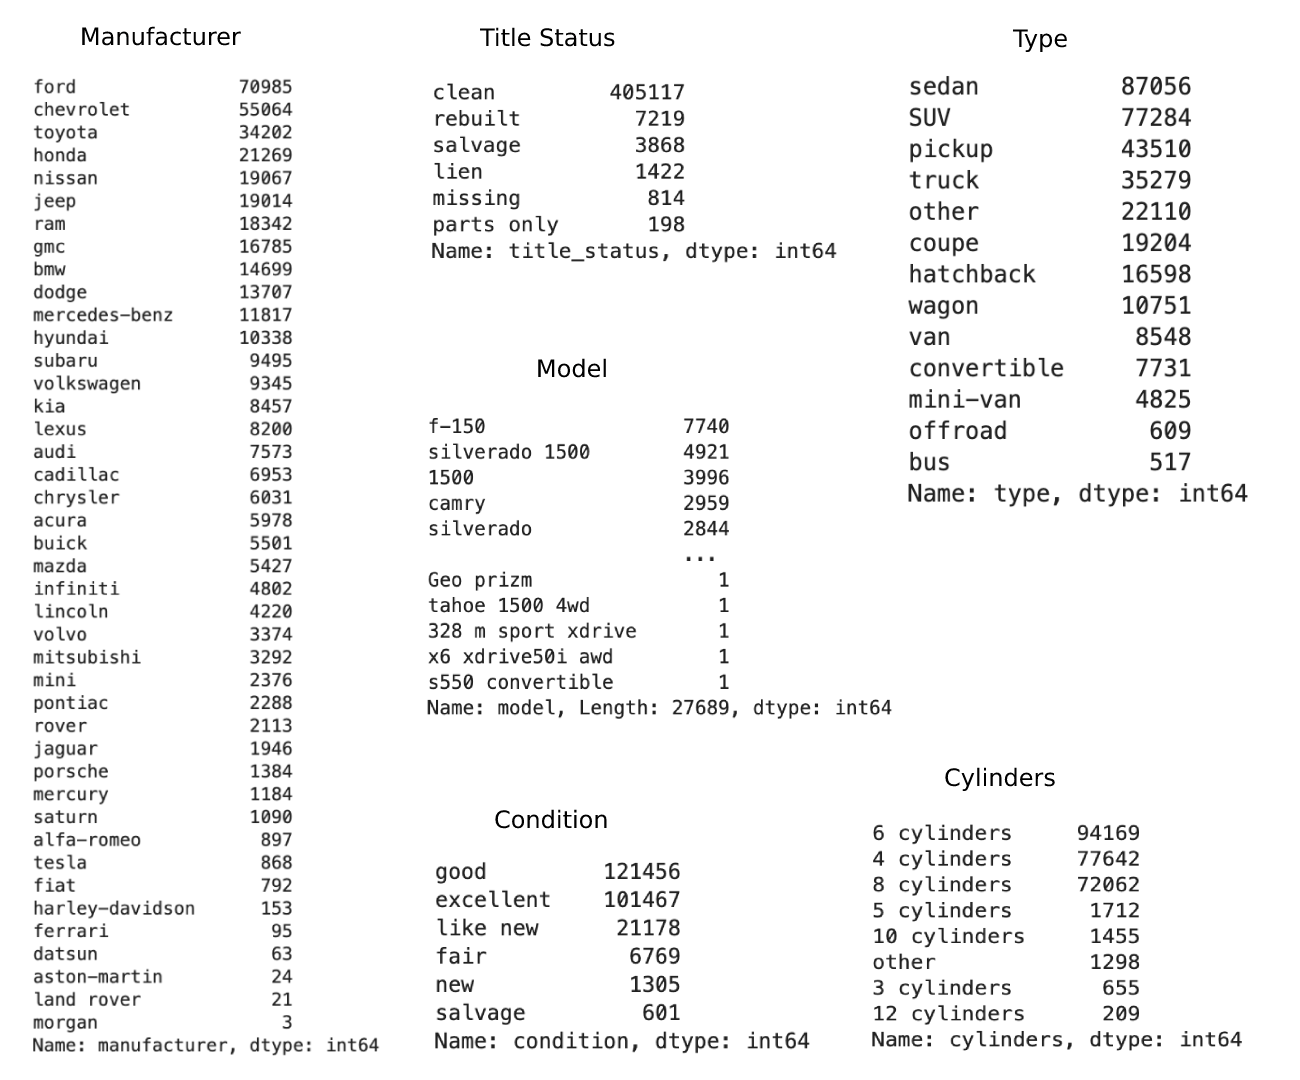 Manufacturer
ford 70985
chevrolet 55064
toyota 34202
honda 21269
nissan 19067
jeep 19014
ram 18342
gmc 16785
bmw 14699
dodge 13707
mercedes-benz 11817
hyundai 10338
subaru 9495
volkswagen 9345
kia 8457
lexus 8200
audi 7573
cadillac 6953
chrysler 6031
acura 5978
buick 5501
mazda 5427
infiniti 4802
lincoln 4220
volvo 3374
mitsubishi 3292
mini 2376
pontiac 2288
rover 2113
jaguar 1946
porsche 1384
mercury 1184
saturn 1090
alfa-romeo 897
tesla 868
fiat 792
harley-davidson 153
ferrari 95
datsun 63
aston-martin 24
land rover 21
morgan 3
Name: manufacturer, dtype: int64
Title Status
clean 405117
rebuilt 7219
salvage 3868
lien 1422
missing 814
parts only 198
Name: title_status, dtype: int64
Model
f-150 7740
silverado 1500 4921
1500 3996
camry 2959
silverado 2844
...
Geo prizm 1
tahoe 1500 4wd 1
328 m sport xdrive 1
x6 xdrive50i awd 1
s550 convertible 1
Name: model, Length: 27689, dtype: int64
Condition
good 121456
excellent 101467
like new 21178
fair 6769
new 1305
salvage 601
Name: condition, dtype: int64
Type
sedan 87056
SUV 77284
pickup 43510
truck 35279
other 22110
coupe 19204
hatchback 16598
wagon 10751
van 8548
convertible 7731
mini-van 4825
offroad 609
bus 517
Name: type, dtype: int64
Cylinders
6 cylinders 94169
4 cylinders 77642
8 cylinders 72062
5 cylinders 1712
10 cylinders 1455
other 1298
3 cylinders 655
12 cylinders 209
Name: cylinders, dtype: int64